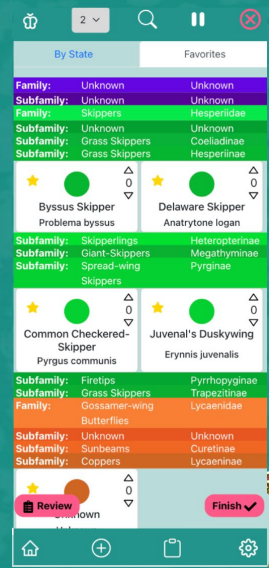 2
By State Favorites
Family: Unknown Unknown
Subfamily: Unknown Unknown
Family: Skippers Hesperiidae
Subfamily: Unknown Unknown
Subfamily: Grass Skippers Coeliadinae
Subfamily: Grass Skippers Hesperiinae
0 0
Byssus Skipper Delaware Skipper
Problema byssus Anatrytone logan
Subfamily: Skipperlings Heteropterinae
Subfamily: Giant-Skippers Megathyminae
Subfamily: Spread-wing Pyrginae
Skippers
0 0
Common Checkered- Juvenal's Duskywing
Skipper Erynnis juvenalis
Pyrgus communis
Subfamily: Firetips Pyrrhopyginae
Subfamily: Grass Skippers Trapezitinae
Family: Gossamer-wing Lycaenidae
Butterflies
Subfamily: Unknown Unknown
Subfamily: Sunbeams Curetinae
Subfamily: Coppers Lycaeninae
0
Review Finish